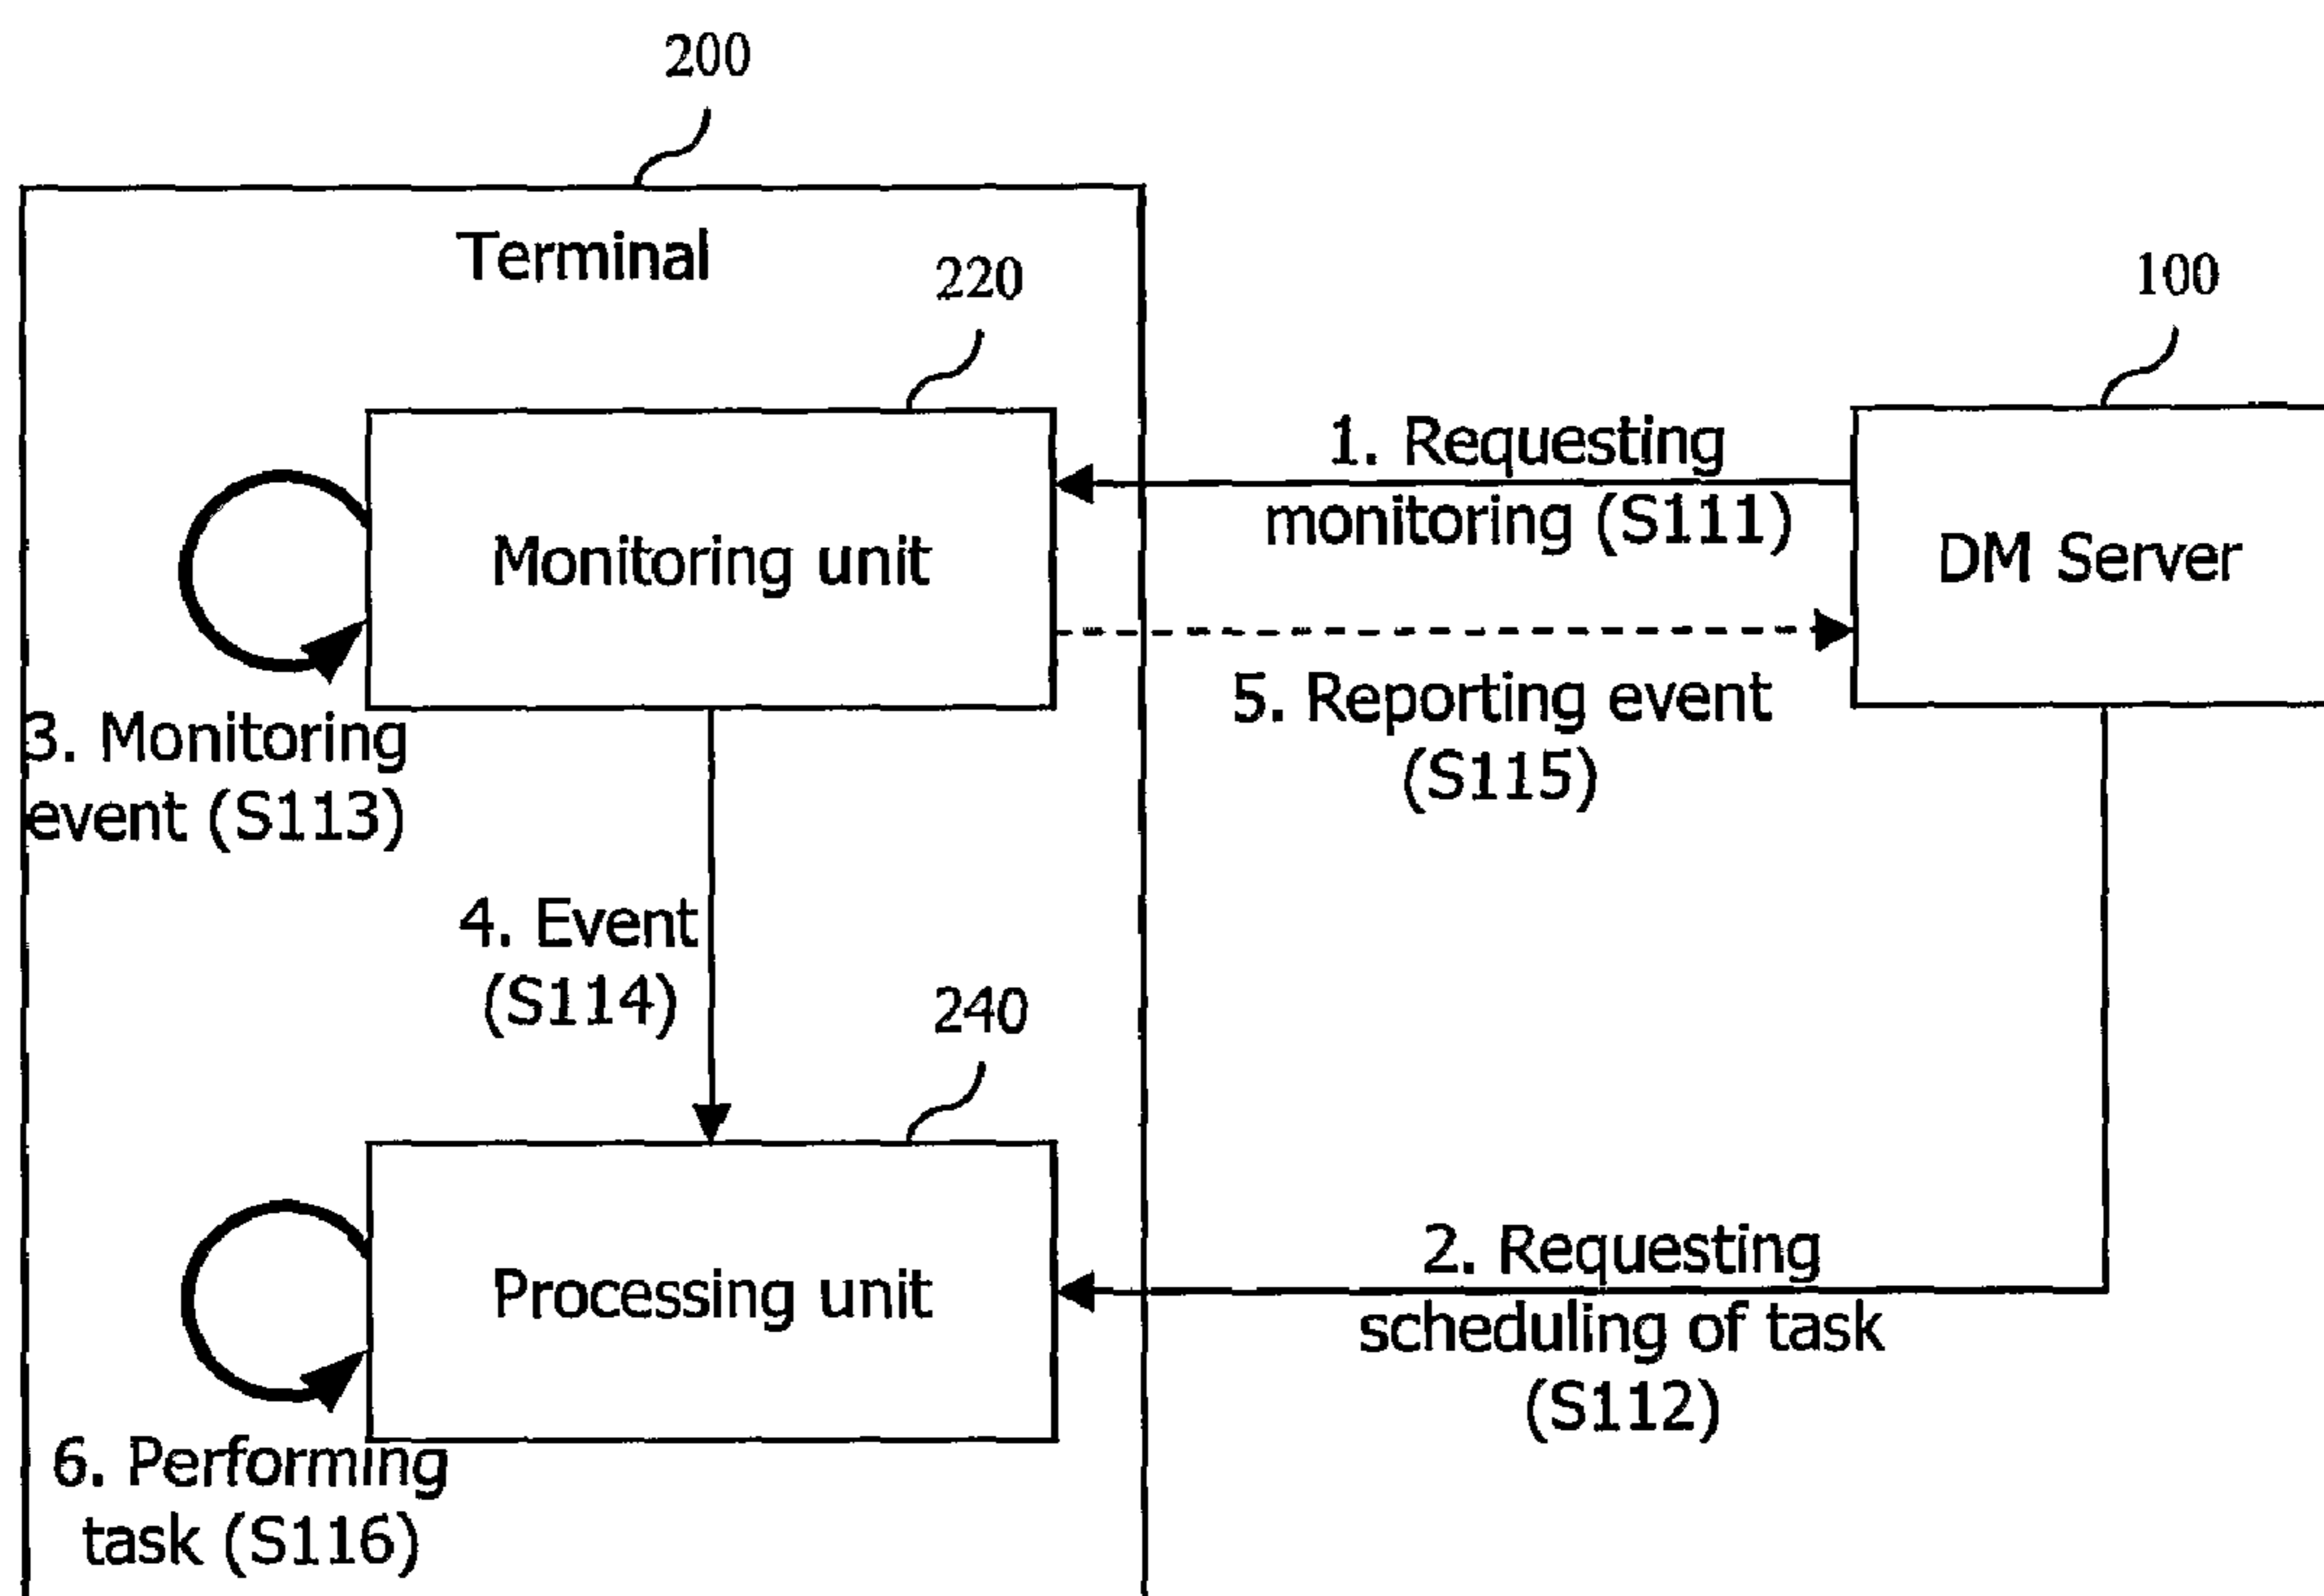 200
Terminal
220
100
1. Requesting
monitoring (S111)
Monitoring unit
DM Server
5. Reporting event
(S115)
3. Monitoring
event (S113)
4. Event
(S114)
240
2. Requesting
scheduling of task
(S112)
Processing unit
6. Performing
task (S116)